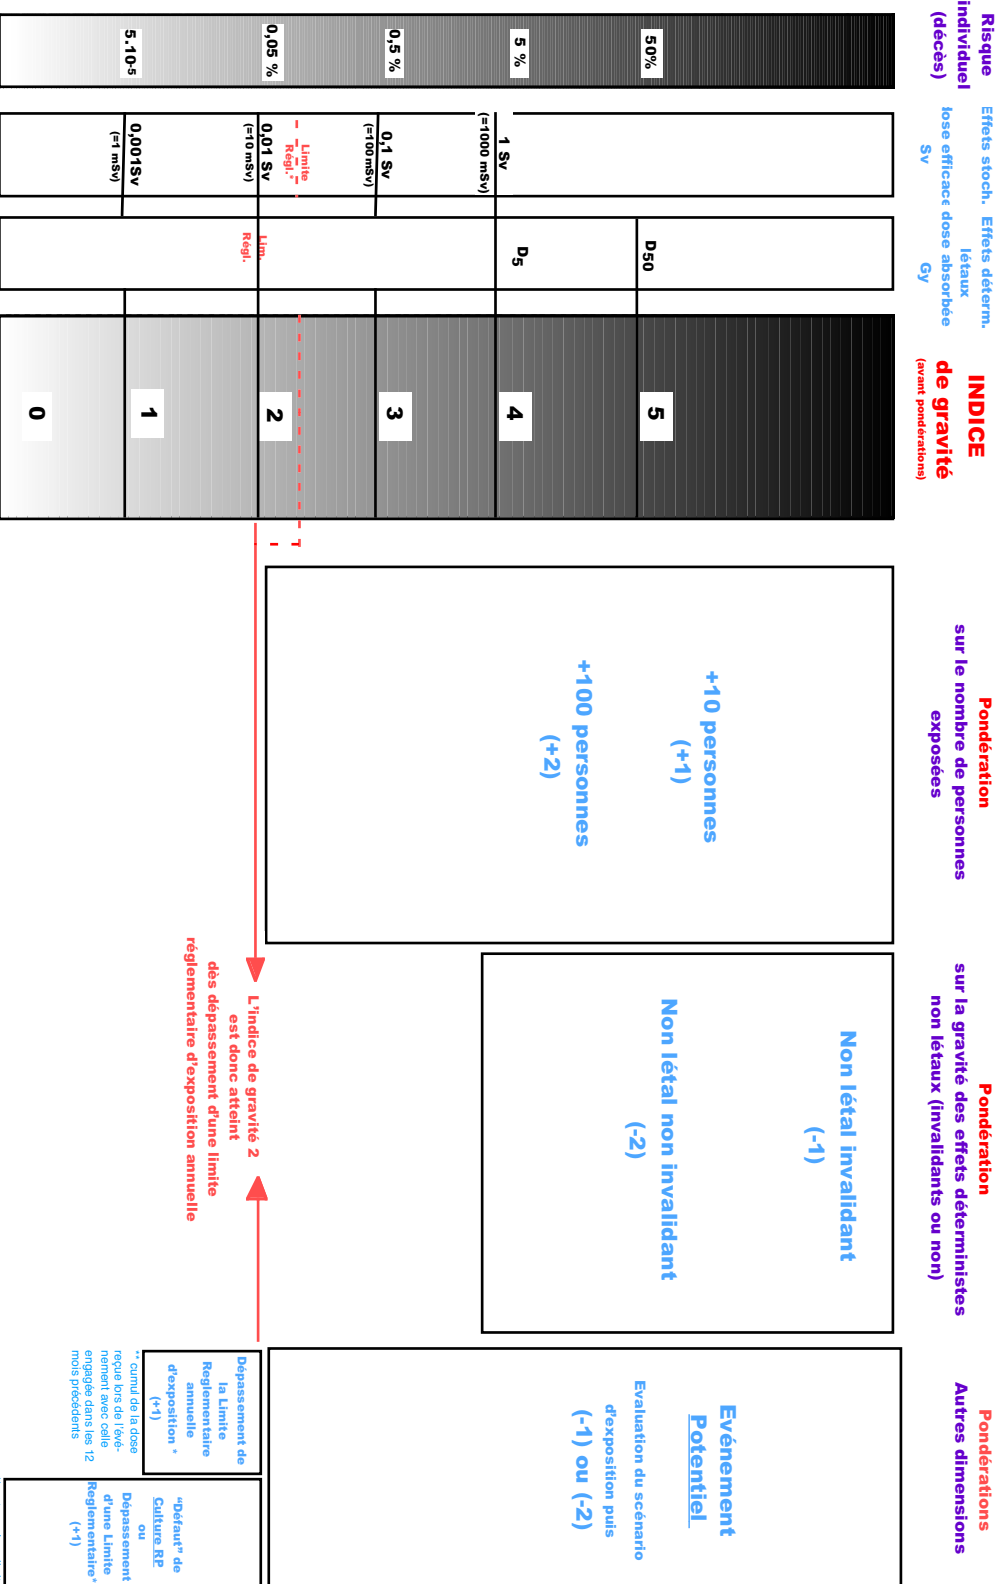 Risque
individuel
(décès)
50%
5 %
0,5 %
0,05 %
5.10-5
Effets stoch.
dose efficace
Sv
1 Sv
(=1000 mSv)
0,1 Sv
(=100 mSv)
Limite
Régl.*
0,01 Sv
(=10 mSv)
0,001Sv
(=1 mSv)
Effets déterm.
létaux
dose absorbée
Gy
D50
D5
Lim.
Régl.
INDICE
de gravité
(avant pondérations)
5
4
3
2
1
0
Pondération
sur le nombre de personnes
exposées
+10 personnes
(+1)
+100 personnes
(+2)
Pondération
sur la gravité des effets déterministes
non létaux (invalidants ou non)
Non létal invalidant
(-1)
Non létal non invalidant
(-2)
L'indice de gravité 2
est donc atteint
dès dépassement d'une limite
réglementaire d'exposition annuelle
Pondérations
Autres dimensions
Evénement
Potentiel
Evaluation du scénario
d'exposition puis
(-1) ou (-2)
Dépassement de
la Limite
Reglementaire
annuelle
d'exposition *
(+1)
** cumul de la dose
reçue lors de l'évé-
nement avec celle
engagée dans les 12
mois précédents
"Défaut" de
Culture RP
ou
Dépassement
d'une Limite
Reglementaire*
(+1)